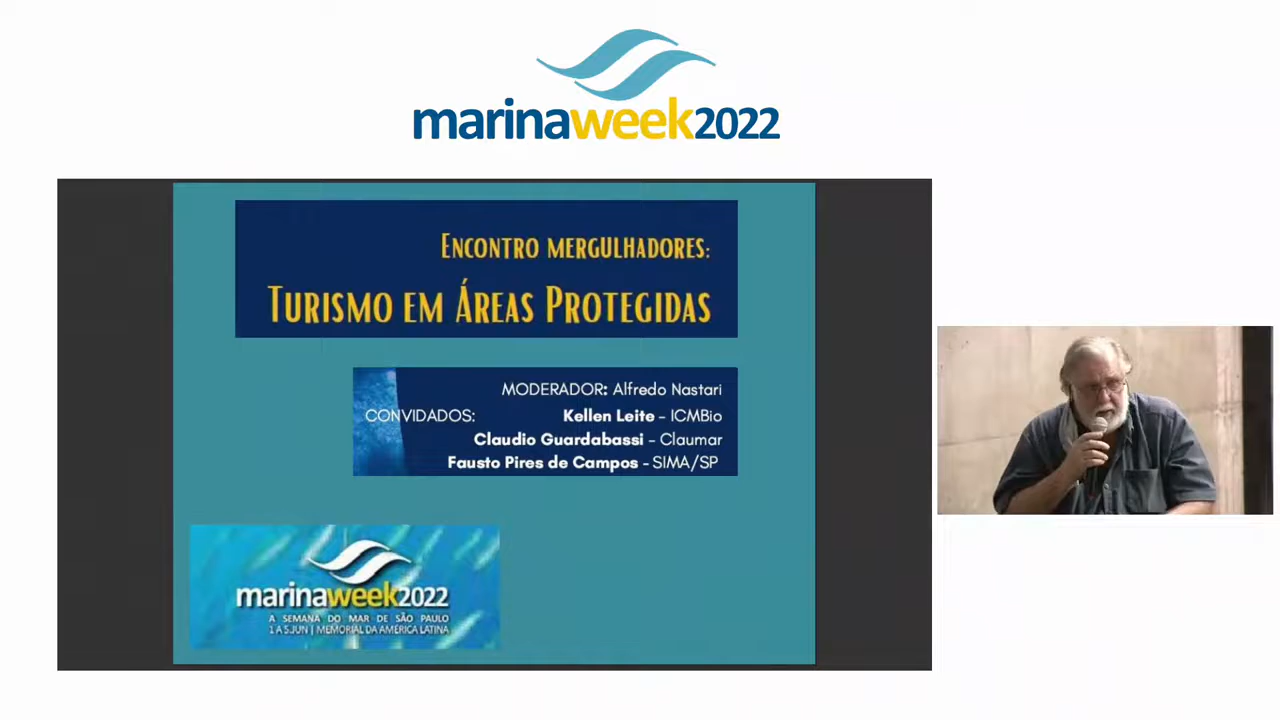 marinaweek2022
ENCONTRO MERGULHADORES:
TURISMO EM ÁREAS PROTEGIDAS
MODERADOR: Alfredo Nastari
CONVIDADOS: Kellen Leite - ICMBio
Claudio Guardabassi - Claumar
Fausto Pires de Campos - SIMA/SP
marinaweek2022
A SEMANA DO MAR DE SÃO PAULO
1 A 5.JUN | MEMORIAL DA AMÉRICA LATINA